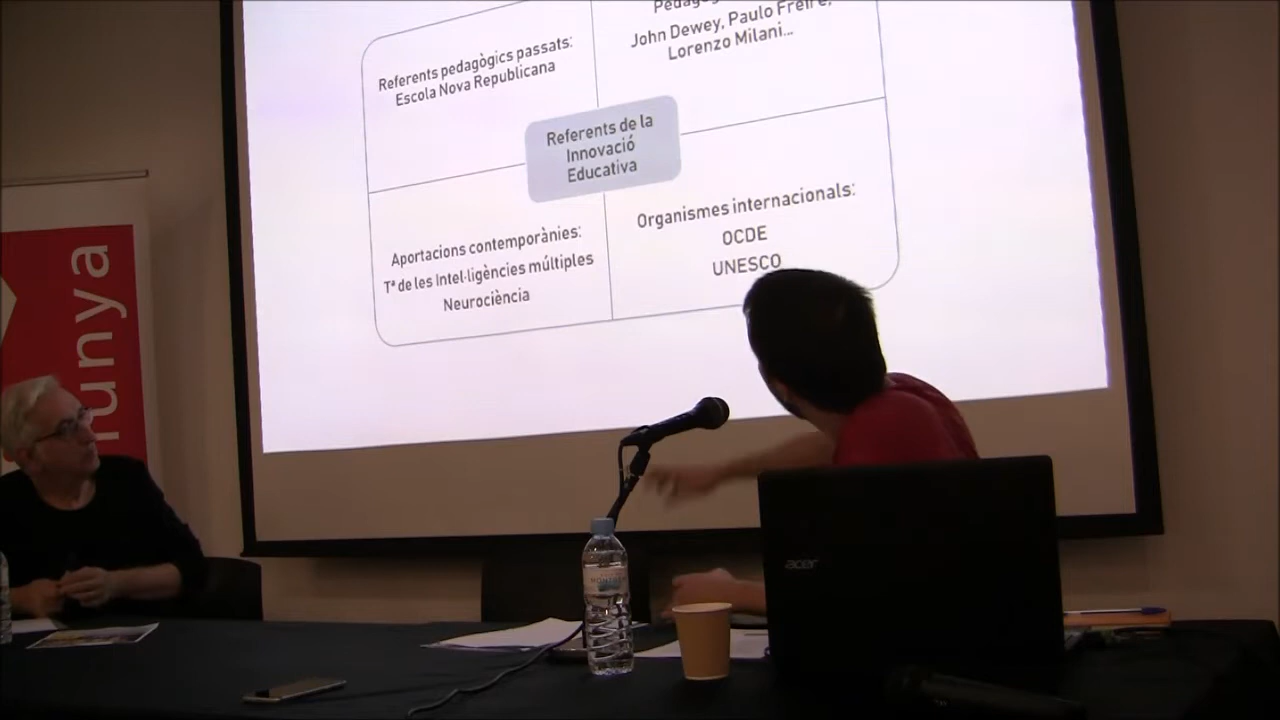 Referents pedagògics passats:
Escola Nova Republicana
John Dewey, Paulo Freire,
Lorenzo Milani...
Referents de la
Innovació
Educativa
Aportacions contemporànies:
Tª de les Intel·ligències múltiples
Neurociència
Organismes internacionals:
OCDE
UNESCO
unya
acer